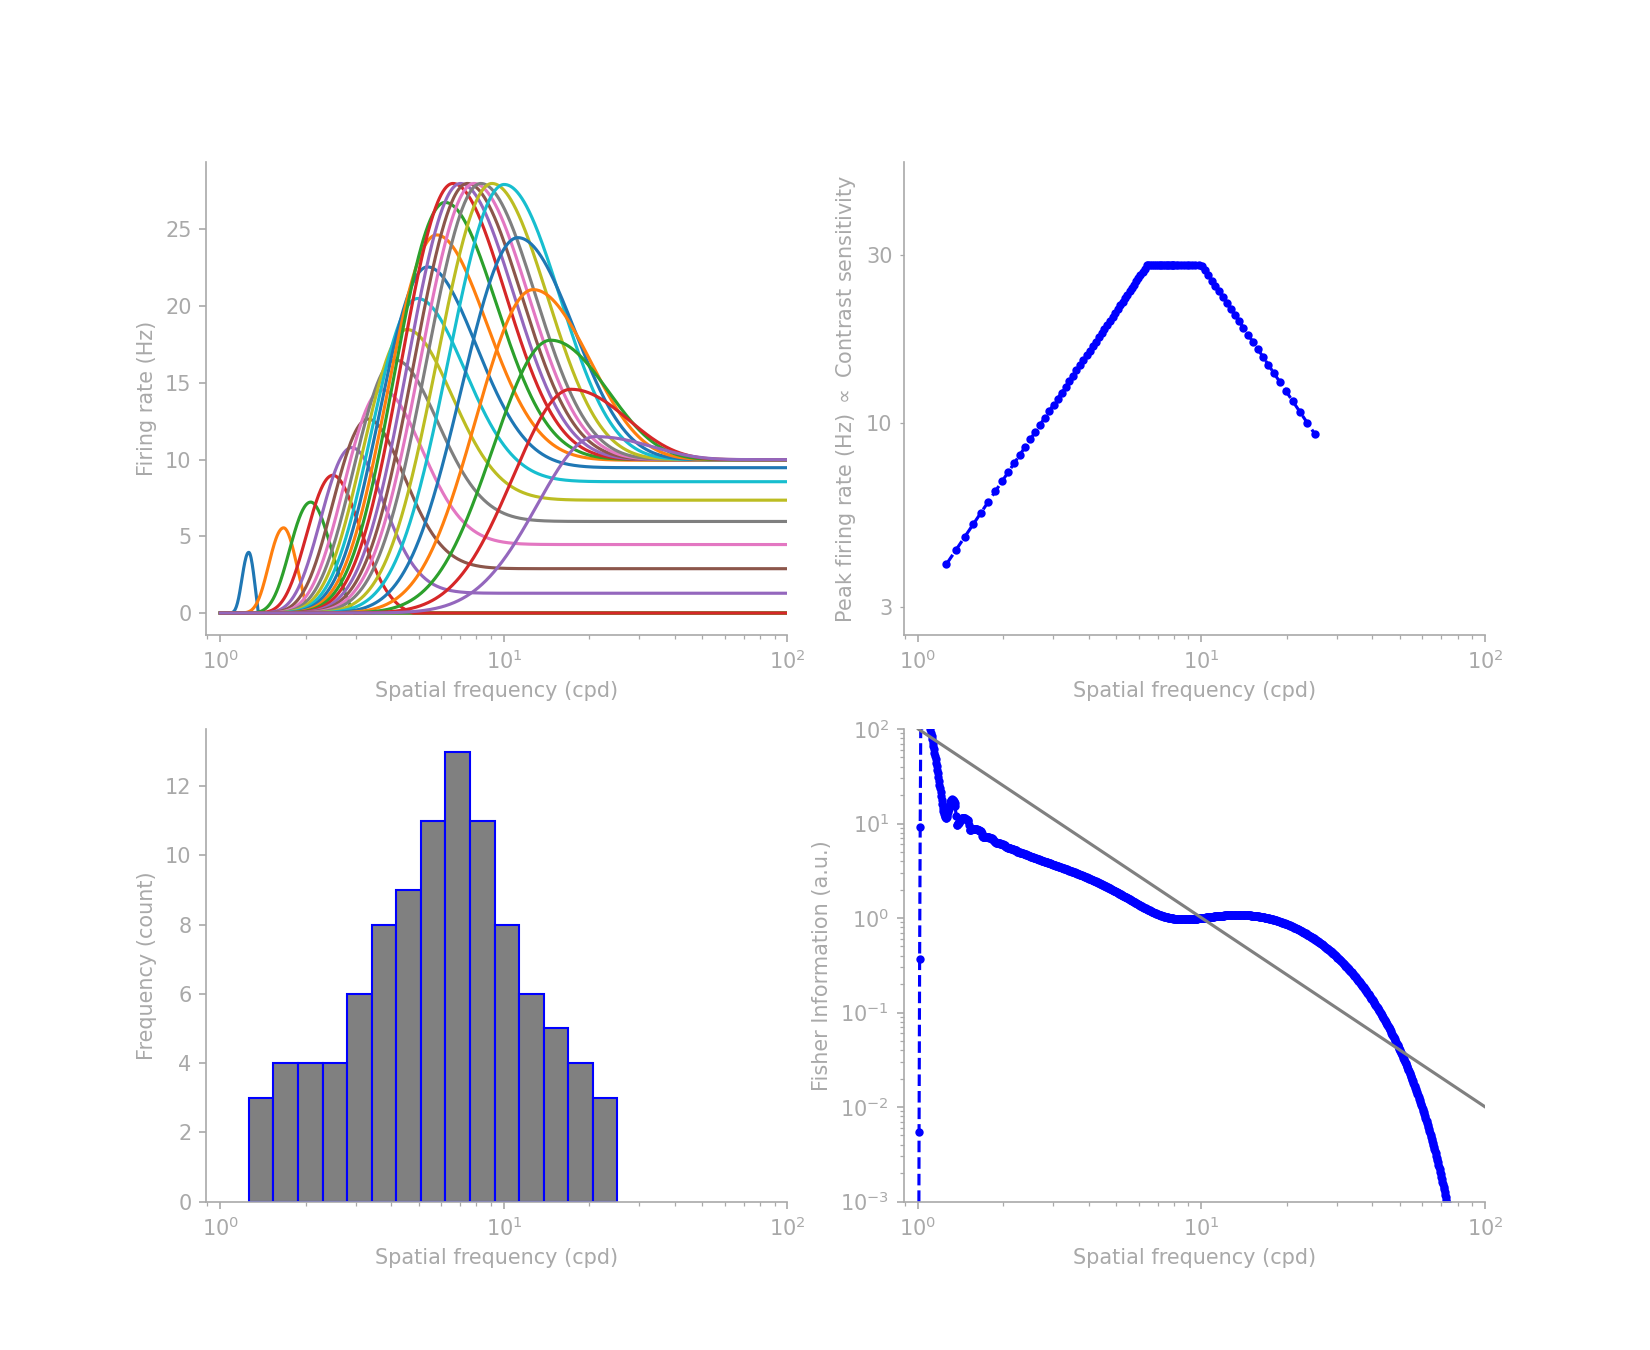 Firing rate (Hz)
25
20
15
10
5
0
10⁰ 10¹ 10²
Spatial frequency (cpd)
Peak firing rate (Hz) ∝ Contrast sensitivity
30
10
3
10⁰ 10¹ 10²
Spatial frequency (cpd)
Frequency (count)
12
10
8
6
4
2
0
10⁰ 10¹ 10²
Spatial frequency (cpd)
Fisher Information (a.u.)
10²
10¹
10⁰
10⁻¹
10⁻²
10⁻³
10⁰ 10¹ 10²
Spatial frequency (cpd)